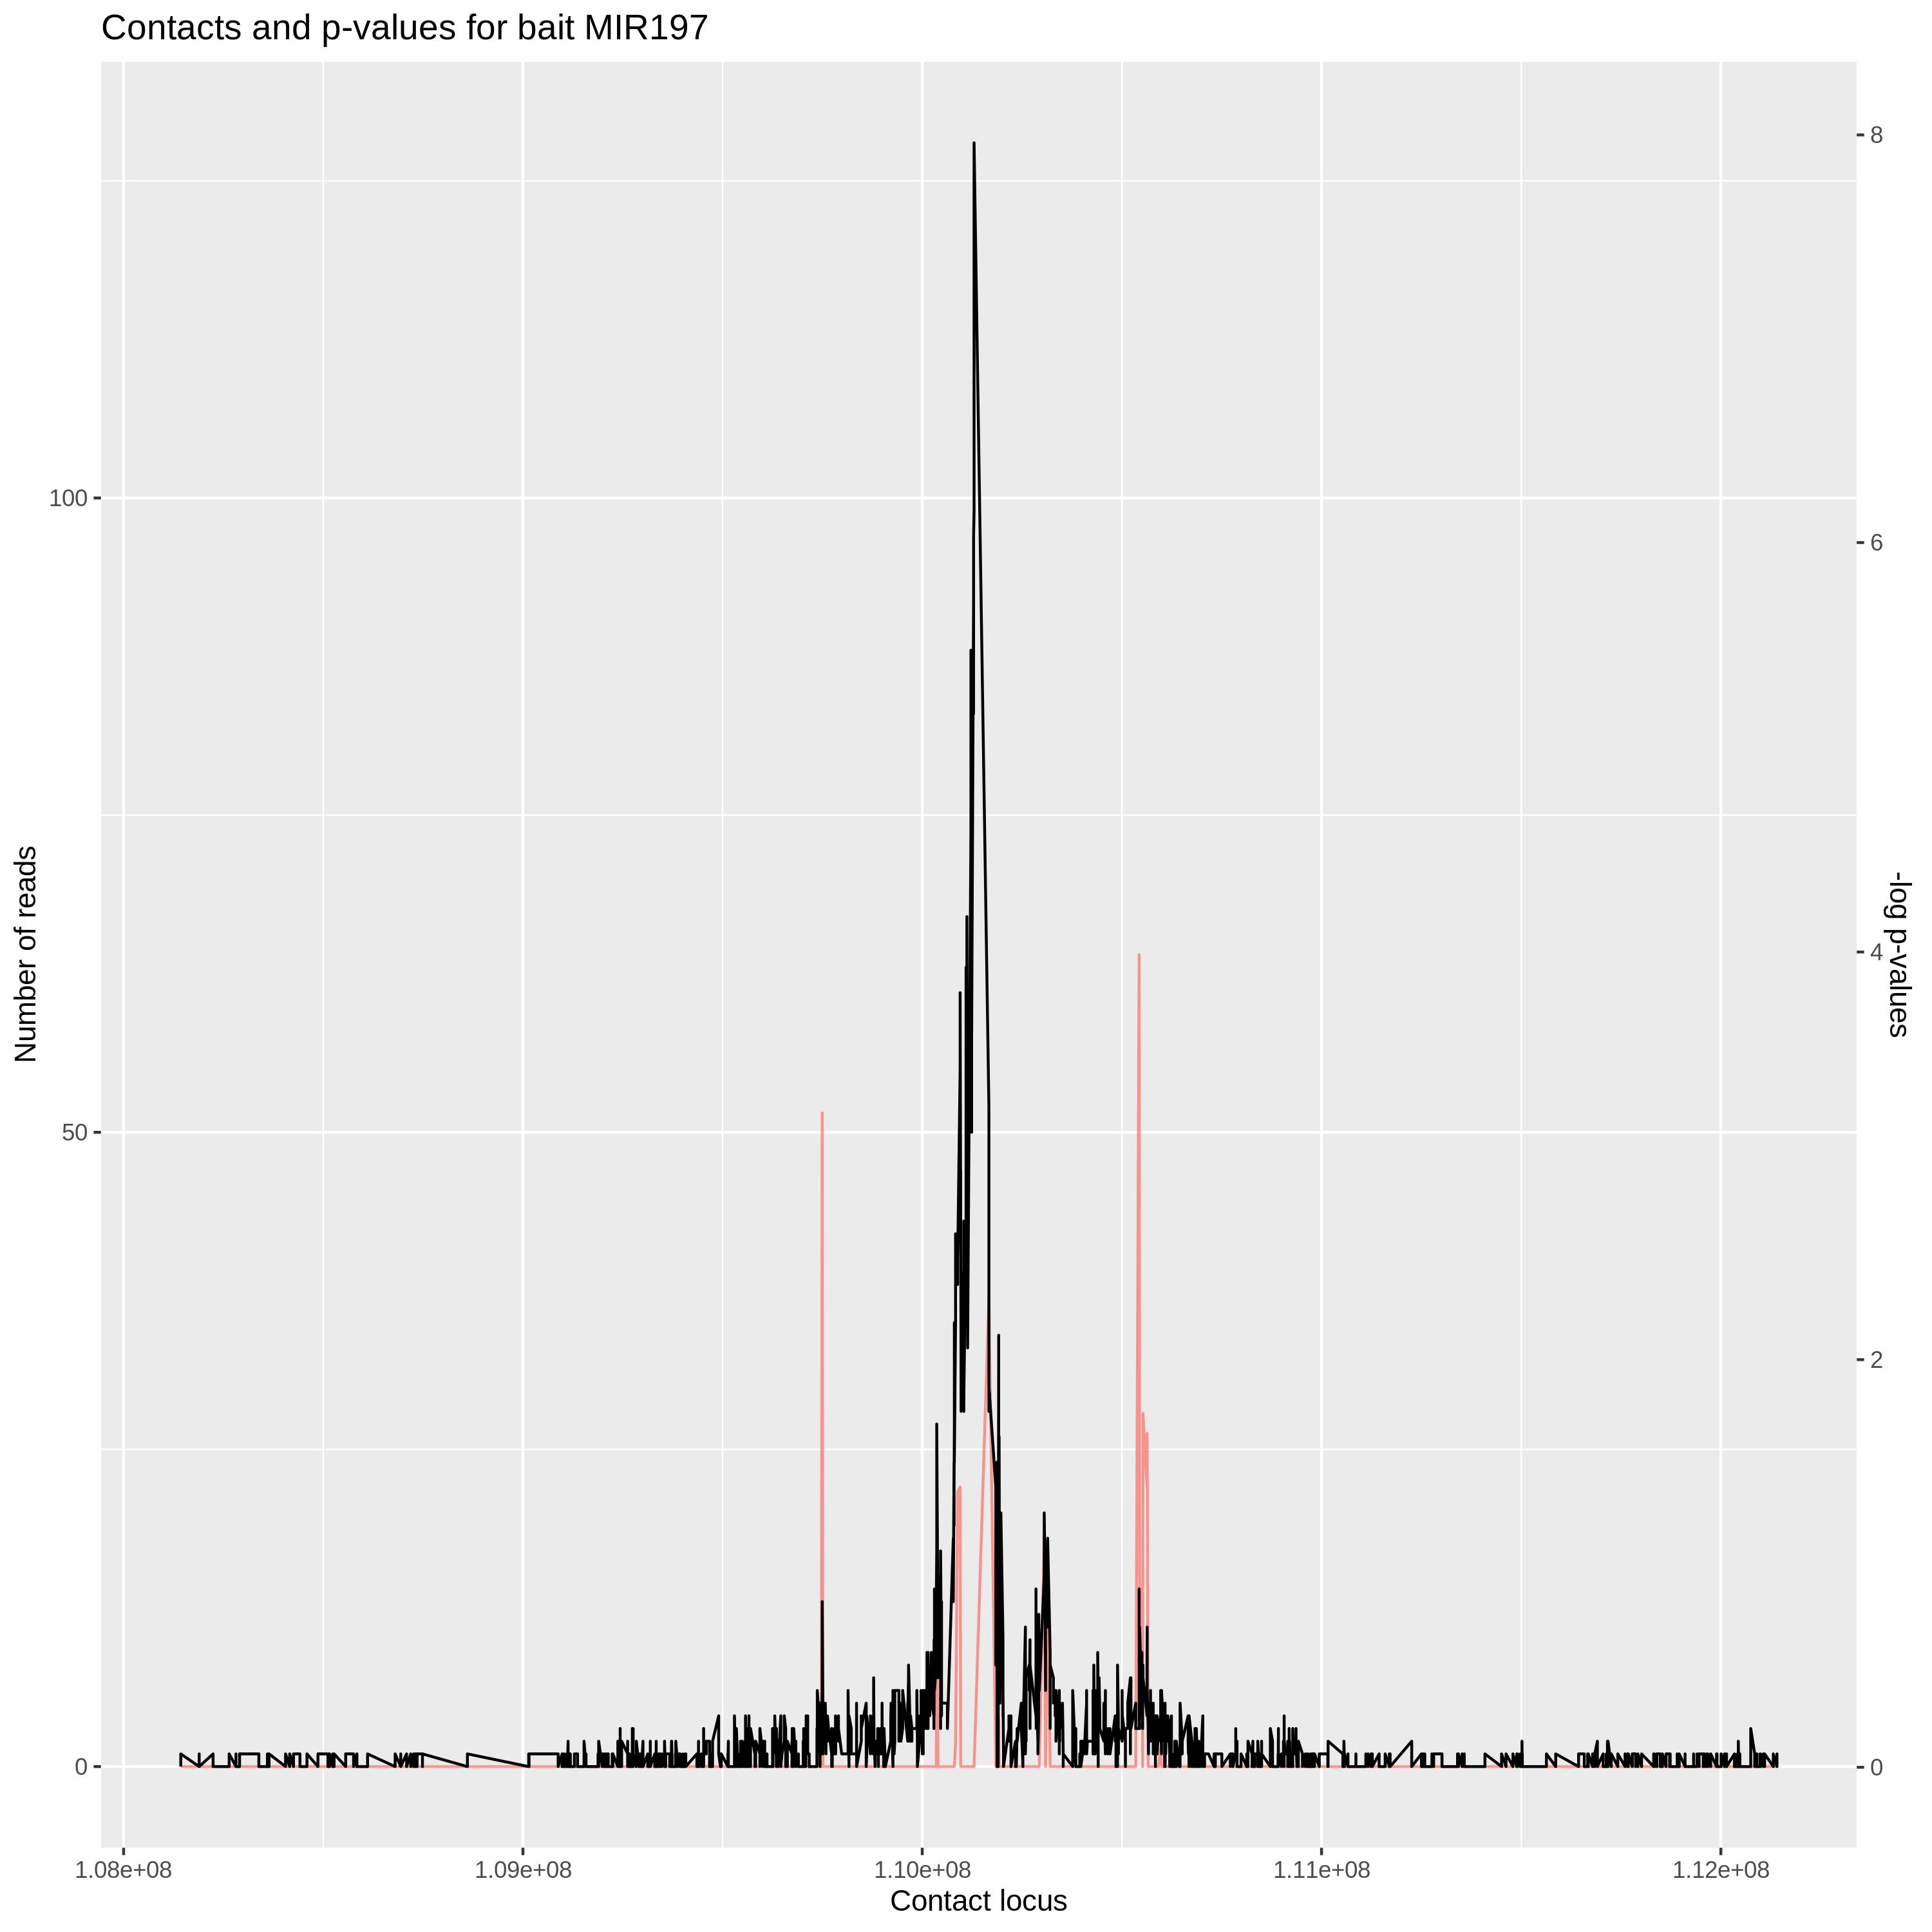 Contacts and p-values for bait MIR197
8
100
6
Number of reads
-log p-values
4
50
2
0
0
1.08e+08 1.09e+08 1.10e+08 1.11e+08 1.12e+08
Contact locus